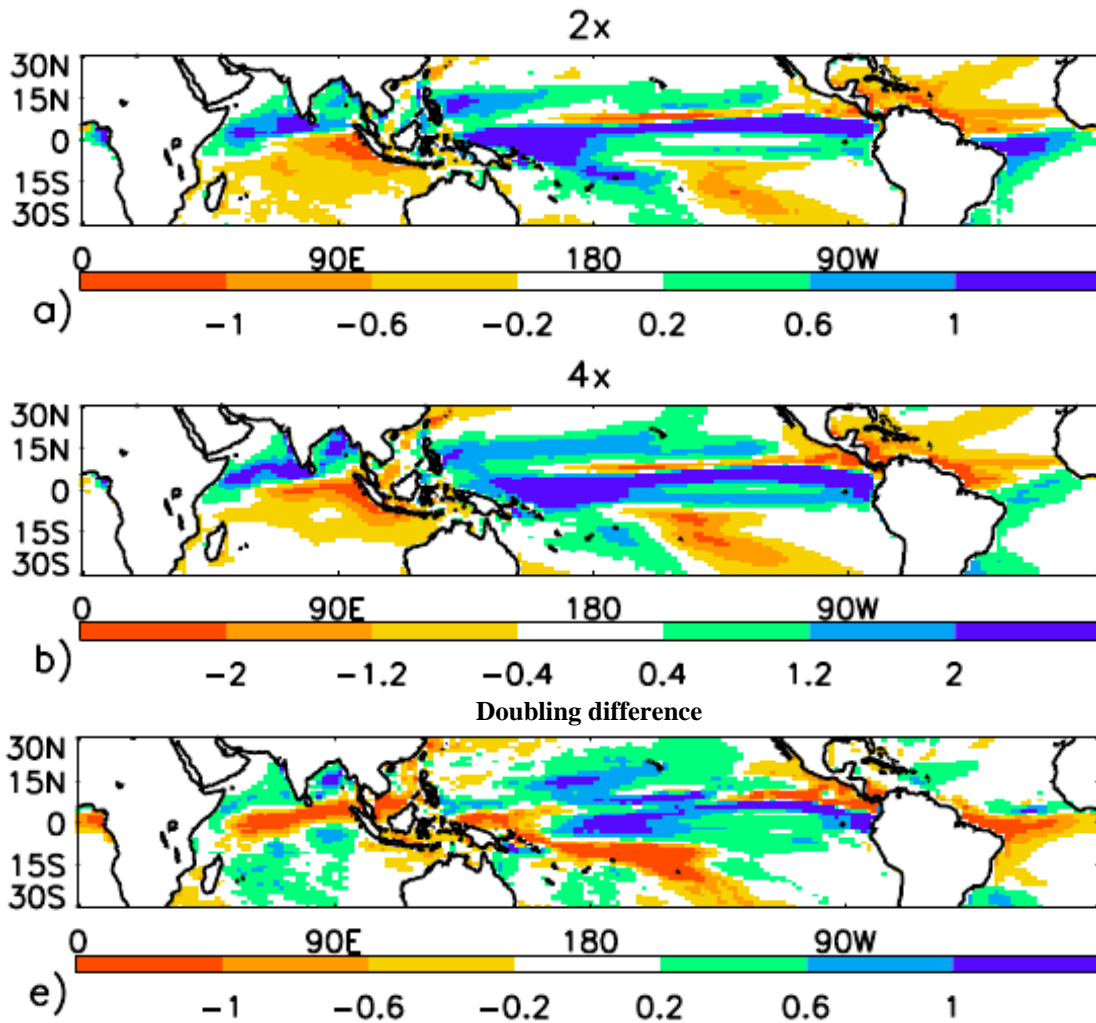 2x
30N
15N
0
15S
30S
0 90E 180 90W
a) -1 -0.6 -0.2 0.2 0.6 1
4x
30N
15N
0
15S
30S
0 90E 180 90W
b) -2 -1.2 -0.4 0.4 1.2 2
Doubling difference
30N
15N
0
15S
30S
0 90E 180 90W
e) -1 -0.6 -0.2 0.2 0.6 1